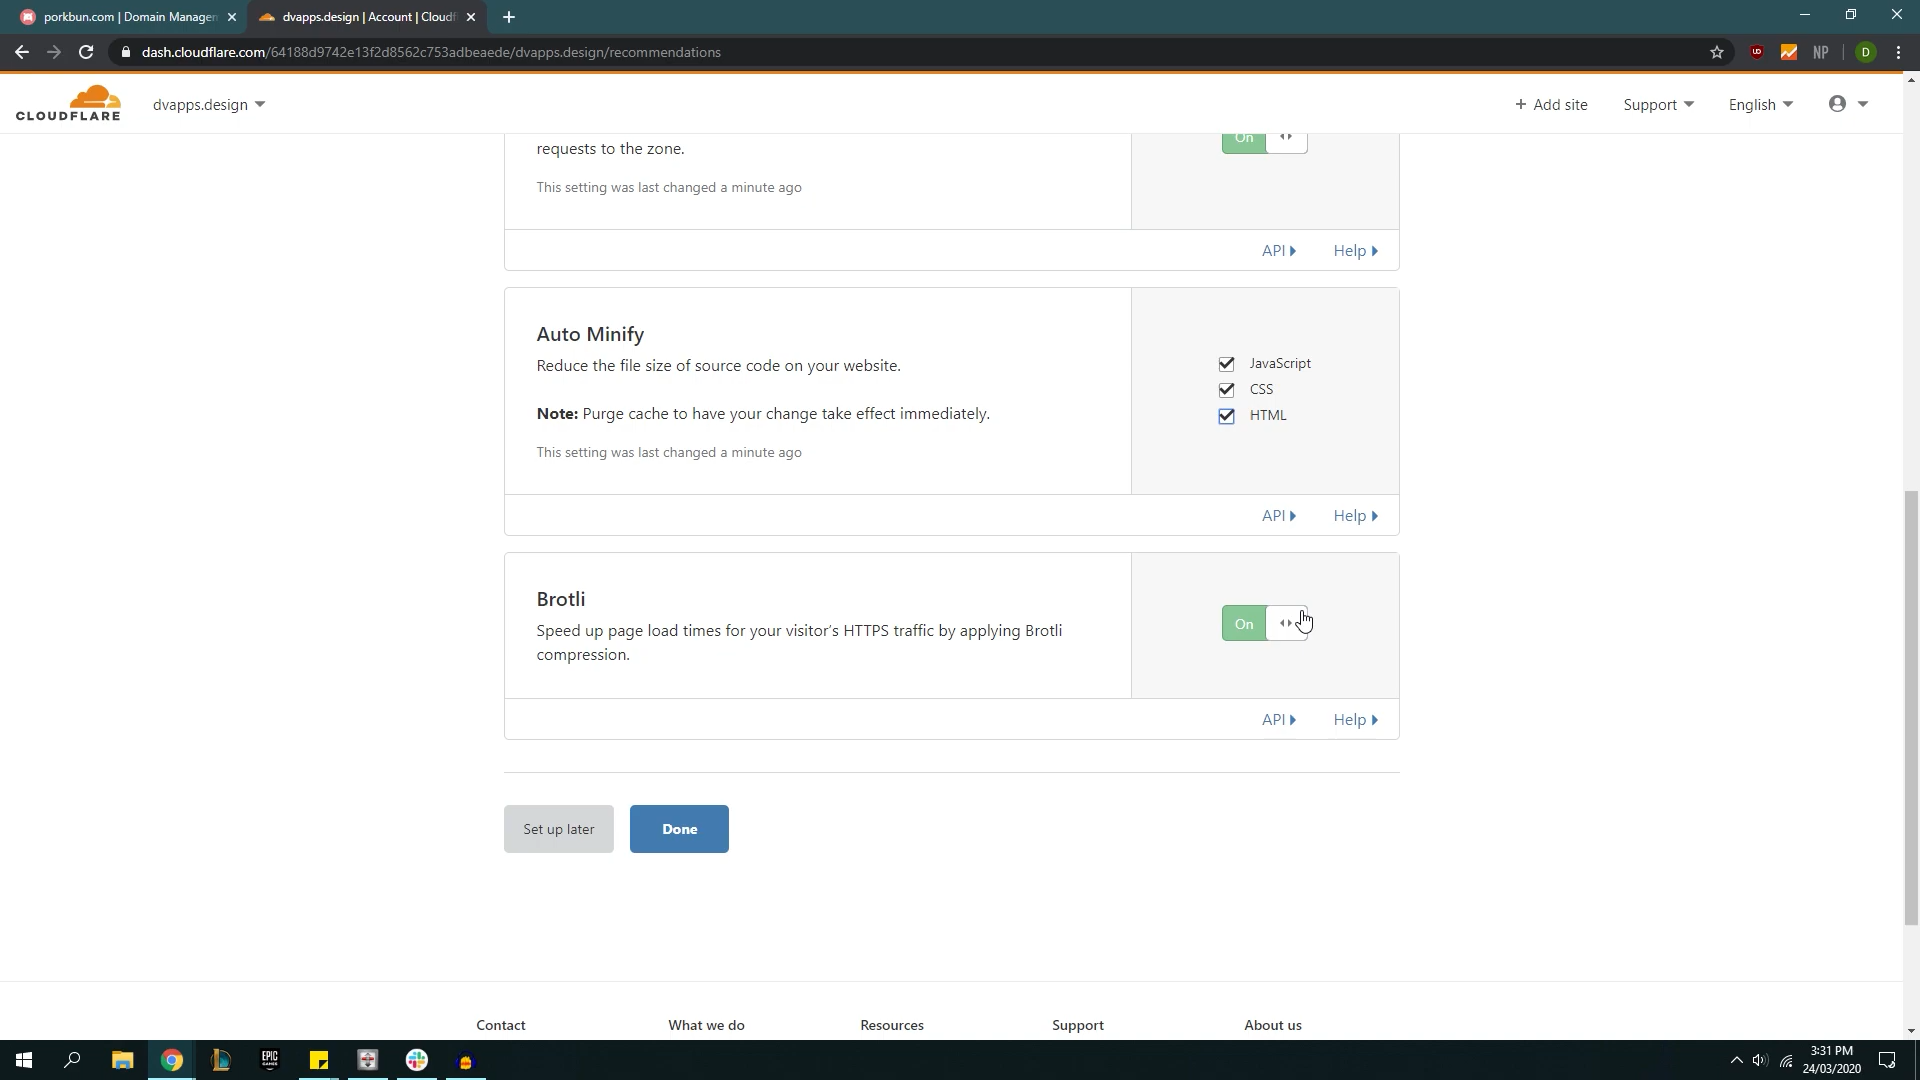 porkbun.com | Domain Managem
dvapps.design | Account | Cloudf
dash.cloudflare.com/64188d9742e13f2d8562c753adbeaede/dvapps.design/recommendations
UD
NP
D
CLOUDFLARE
dvapps.design
+ Add site
Support
English
requests to the zone.
On
This setting was last changed a minute ago
API
Help
Auto Minify
Reduce the file size of source code on your website.
Note: Purge cache to have your change take effect immediately.
This setting was last changed a minute ago
JavaScript
CSS
HTML
API
Help
Brotli
Speed up page load times for your visitor's HTTPS traffic by applying Brotli
compression.
On
API
Help
Set up later
Done
Contact
What we do
Resources
Support
About us
EPIC
GAMES
3:31 PM
24/03/2020